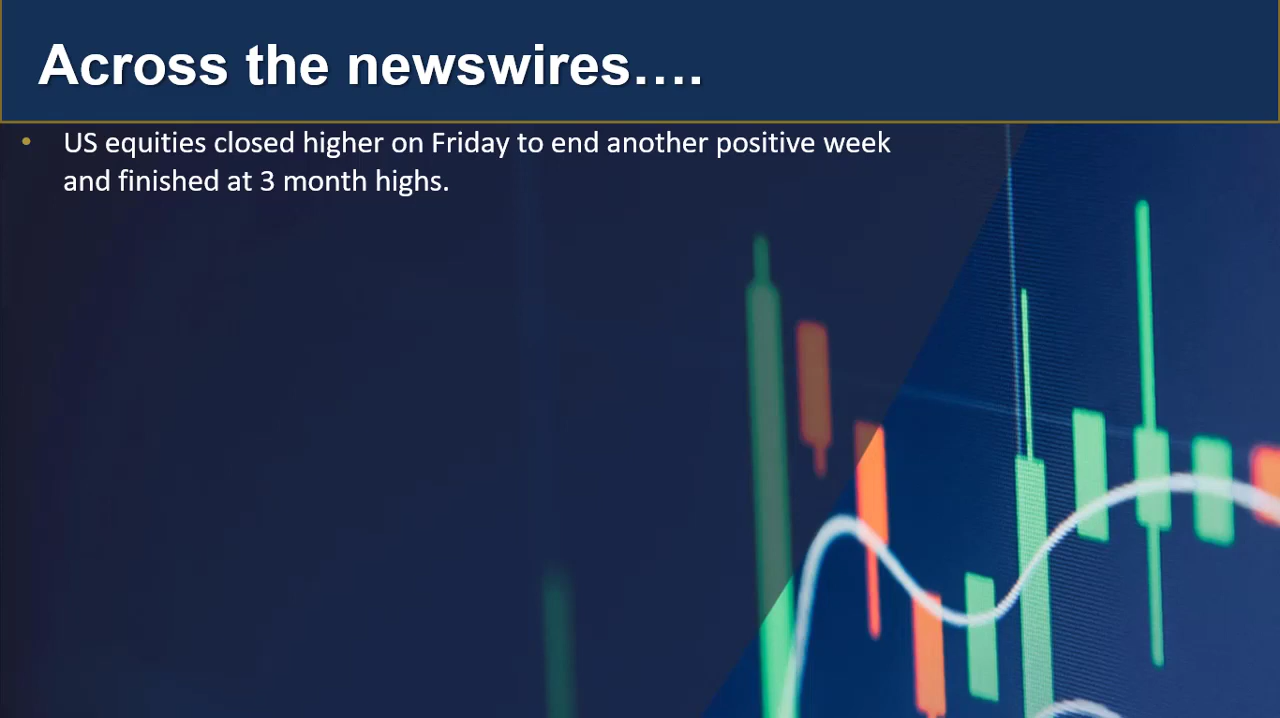 Across the newswires….
• US equities closed higher on Friday to end another positive week
and finished at 3 month highs.